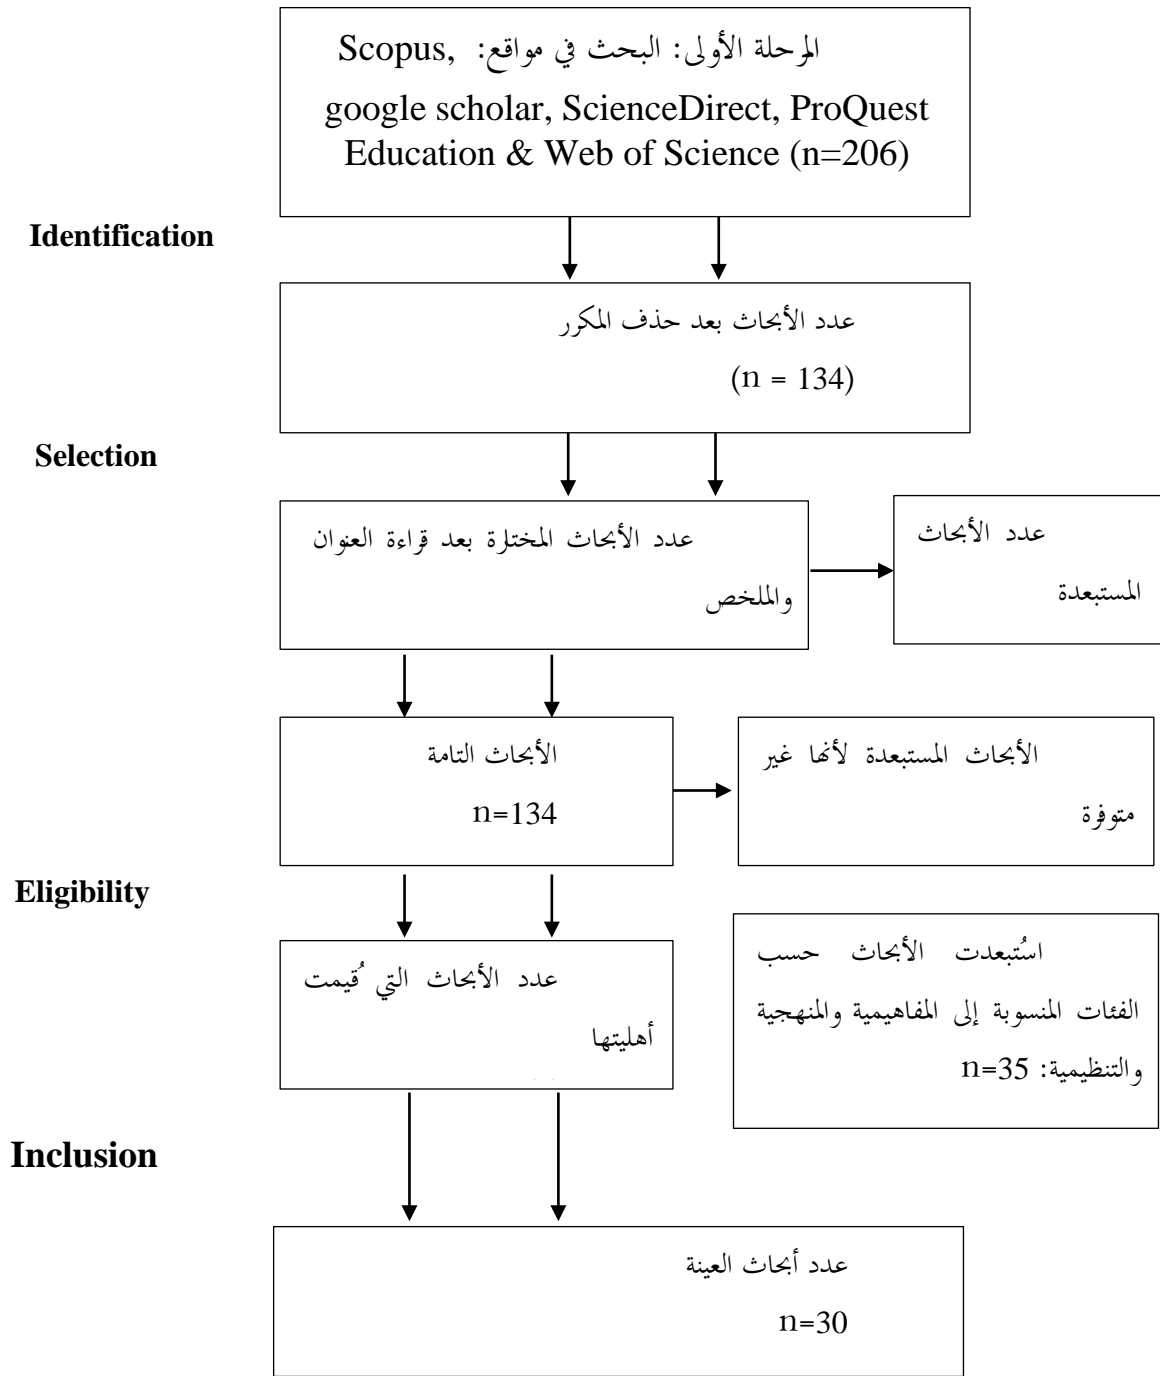 المرحلة الأولى: البحث في مواقع: Scopus,
google scholar, ScienceDirect, ProQuest
Education & Web of Science (n=206)
Identification
عدد الأبحاث بعد حذف المكرر
(n = 134)
Selection
عدد الأبحاث المختارة بعد قراءة العنوان
والملخص
عدد الأبحاث
المستبعدة
الأبحاث التامة
n=134
الأبحاث المستبعدة لأنها غير
متوفرة
Eligibility
عدد الأبحاث التي قُيمت
أهليتها
استُبعدت الأبحاث حسب
الفئات المنسوبة إلى المفاهيمية والمنهجية
والتنظيمية: n=35
Inclusion
عدد أبحاث العينة
n=30